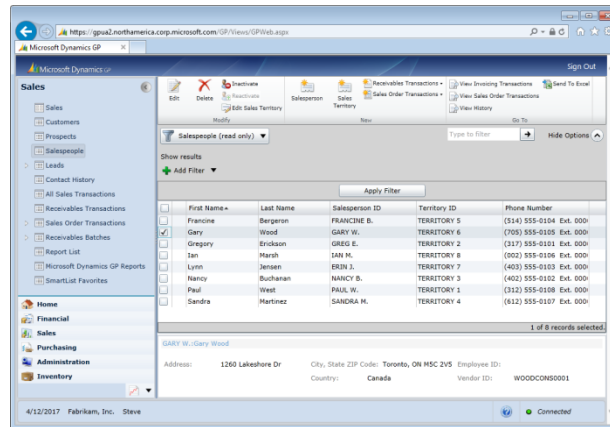 https://gpua2.northamerica.corp.microsoft.com/GP/Views/GPWeb.aspx
Microsoft Dynamics GP
Microsoft Dynamics GP
Sign Out
Sales
Sales
Customers
Prospects
Salespeople
Leads
Contact History
All Sales Transactions
Receivables Transactions
Sales Order Transactions
Receivables Batches
Report List
Microsoft Dynamics GP Reports
SmartList Favorites
Home
Financial
Sales
Purchasing
Administration
Inventory
Edit
Delete
Inactivate
Reactivate
Edit Sales Territory
Modify
Salesperson
Sales Territory
Receivables Transactions
Sales Order Transactions
New
View Invoicing Transactions
View Sales Order Transactions
View History
Send To Excel
Go To
Salespeople (read only)
Type to filter
Hide Options
Show results
Add Filter
Apply Filter
First Name Last Name Salesperson ID Territory ID Phone Number
Francine Bergeron FRANCINE B. TERRITORY 5 (514) 555-0104 Ext. 000
Gary Wood GARY W. TERRITORY 6 (705) 555-0105 Ext. 000
Gregory Erickson GREG E. TERRITORY 2 (317) 555-0101 Ext. 000
Ian Marsh IAN M. TERRITORY 8 (002) 555-0106 Ext. 000
Lynn Jensen ERIN J. TERRITORY 7 (403) 555-0103 Ext. 000
Nancy Buchanan NANCY B. TERRITORY 3 (402) 555-0102 Ext. 000
Paul West PAUL W. TERRITORY 1 (312) 555-0108 Ext. 000
Sandra Martinez SANDRA M. TERRITORY 4 (612) 555-0107 Ext. 000
1 of 8 records selected.
GARY W.::Gary Wood
Address: 1260 Lakeshore Dr City, State ZIP Code: Toronto, ON M5C 2V5 Employee ID:
Country: Canada Vendor ID: WOODCONS0001
4/12/2017 Fabrikam, Inc. Steve
Connected